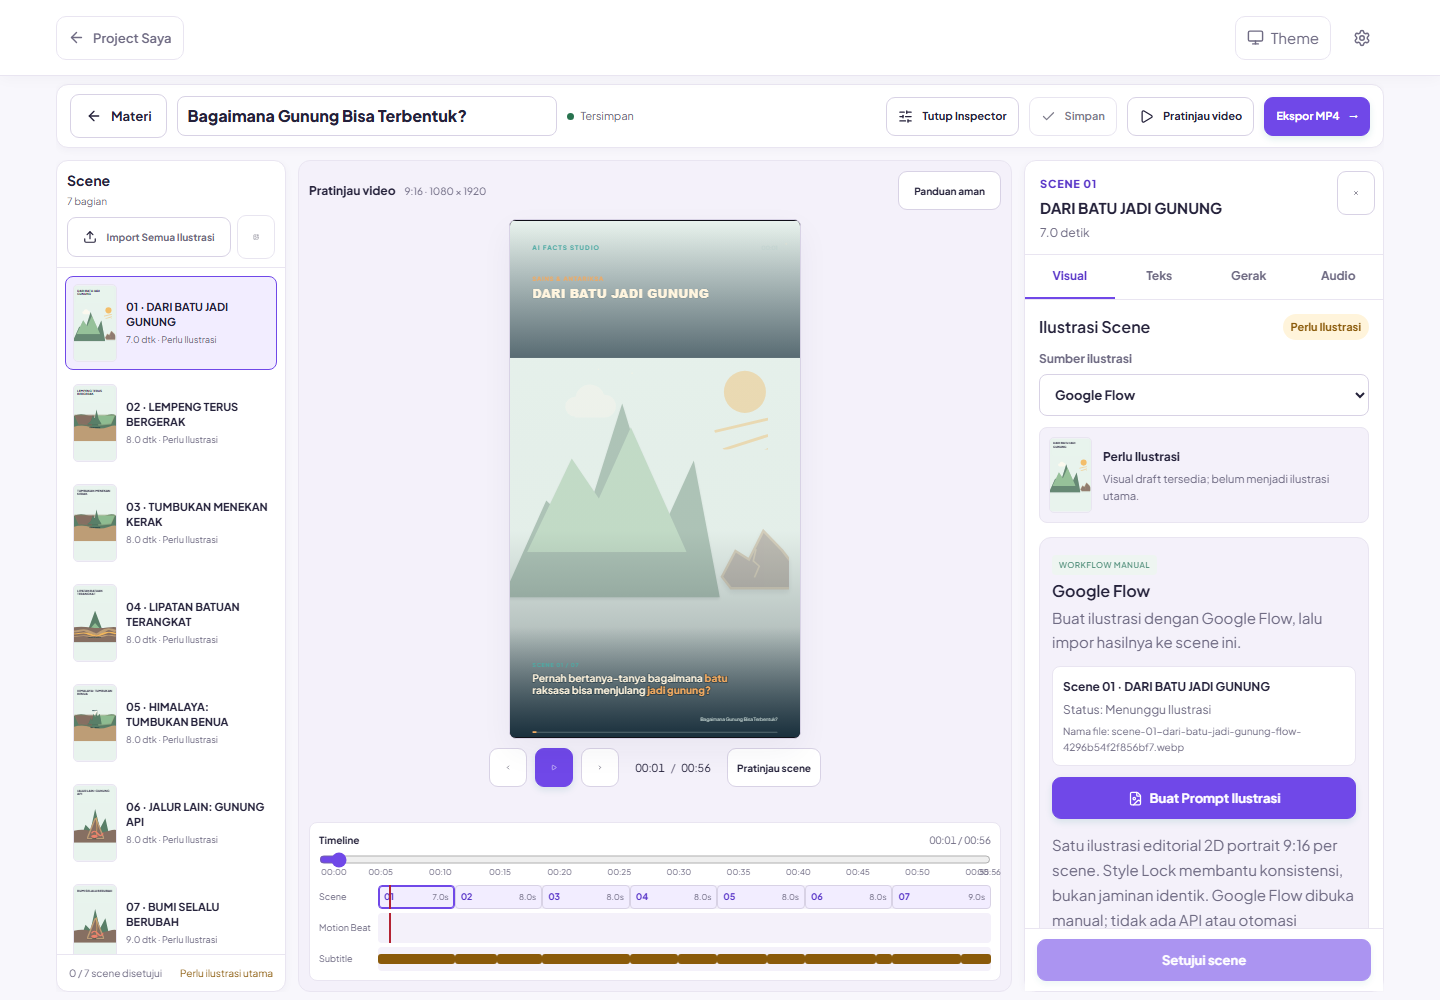 Project Saya
Theme
Materi
Bagaimana Gunung Bisa Terbentuk?
Tersimpan
Tutup Inspector
Simpan
Pratinjau video
Ekspor MP4 →
Scene
7 bagian
Import Semua Ilustrasi
01 · DARI BATU JADI
GUNUNG
7.0 dtk · Perlu Ilustrasi
02 · LEMPENG TERUS
BERGERAK
8.0 dtk · Perlu Ilustrasi
03 · TUMBUKAN MENEKAN
KERAK
8.0 dtk · Perlu Ilustrasi
04 · LIPATAN BATUAN
TERANGKAT
8.0 dtk · Perlu Ilustrasi
05 · HIMALAYA:
TUMBUKAN BENUA
8.0 dtk · Perlu Ilustrasi
06 · JALUR LAIN: GUNUNG
API
8.0 dtk · Perlu Ilustrasi
07 · BUMI SELALU
BERUBAH
9.0 dtk · Perlu Ilustrasi
0 / 7 scene disetujui
Perlu ilustrasi utama
Pratinjau video
9:16 · 1080 × 1920
Panduan aman
AI FACTS STUDIO
DARI BATU JADI GUNUNG
Pernah bertanya-tanya bagaimana batu
raksasa bisa menjulang jadi gunung?
Bagaimana Gunung Bisa Terbentuk?
00:01 / 00:56
Pratinjau scene
Timeline
00:01 / 00:56
00:00 00:05 00:10 00:15 00:20 00:25 00:30 00:35 00:40 00:45 00:50 00:55 00:56
Scene
01 7.0s 02 8.0s 03 8.0s 04 8.0s 05 8.0s 06 8.0s 07 9.0s
Motion Beat
Subtitle
SCENE 01
DARI BATU JADI GUNUNG
7.0 detik
×
Visual
Teks
Gerak
Audio
Ilustrasi Scene
Perlu Ilustrasi
Sumber ilustrasi
Google Flow
Perlu Ilustrasi
Visual draft tersedia; belum menjadi ilustrasi
utama.
WORKFLOW MANUAL
Google Flow
Buat ilustrasi dengan Google Flow, lalu
impor hasilnya ke scene ini.
Scene 01 · DARI BATU JADI GUNUNG
Status: Menunggu Ilustrasi
Nama file: scene-01-dari-batu-jadi-gunung-flow-
4296b54f2f856bf7.webp
Buat Prompt Ilustrasi
Satu ilustrasi editorial 2D portrait 9:16 per
scene. Style Lock membantu konsistensi,
bukan jaminan identik. Google Flow dibuka
manual; tidak ada API atau otomasi
Setujui scene